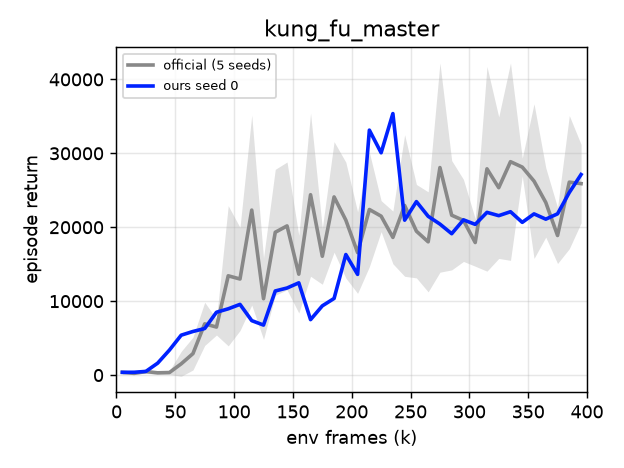 kung_fu_master
official (5 seeds)
ours seed 0
episode return
40000
30000
20000
10000
0
0 50 100 150 200 250 300 350 400
env frames (k)